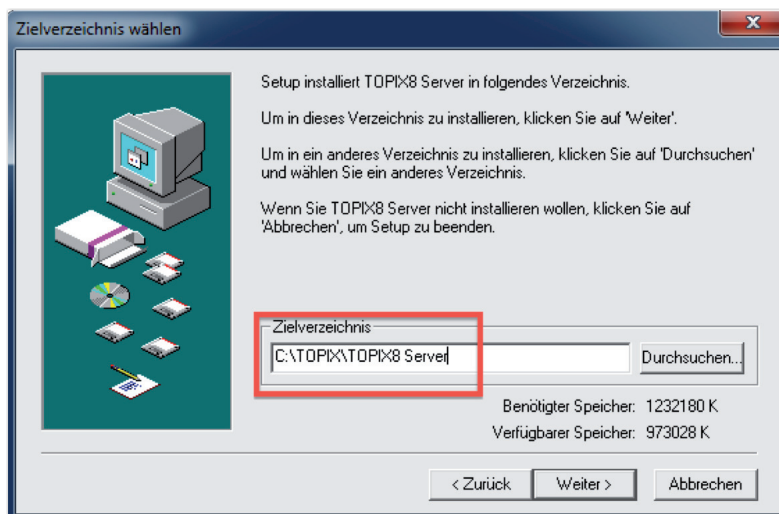 Zielverzeichnis wählen
Setup installiert TOPIX8 Server in folgendes Verzeichnis.
Um in dieses Verzeichnis zu installieren, klicken Sie auf 'Weiter'.
Um in ein anderes Verzeichnis zu installieren, klicken Sie auf 'Durchsuchen'
und wählen Sie ein anderes Verzeichnis.
Wenn Sie TOPIX8 Server nicht installieren wollen, klicken Sie auf
'Abbrechen', um Setup zu beenden.
Zielverzeichnis
C:\TOPIX\TOPIX8 Server
Durchsuchen...
Benötigter Speicher: 1232180 K
Verfügbarer Speicher: 973028 K
< Zurück
Weiter >
Abbrechen